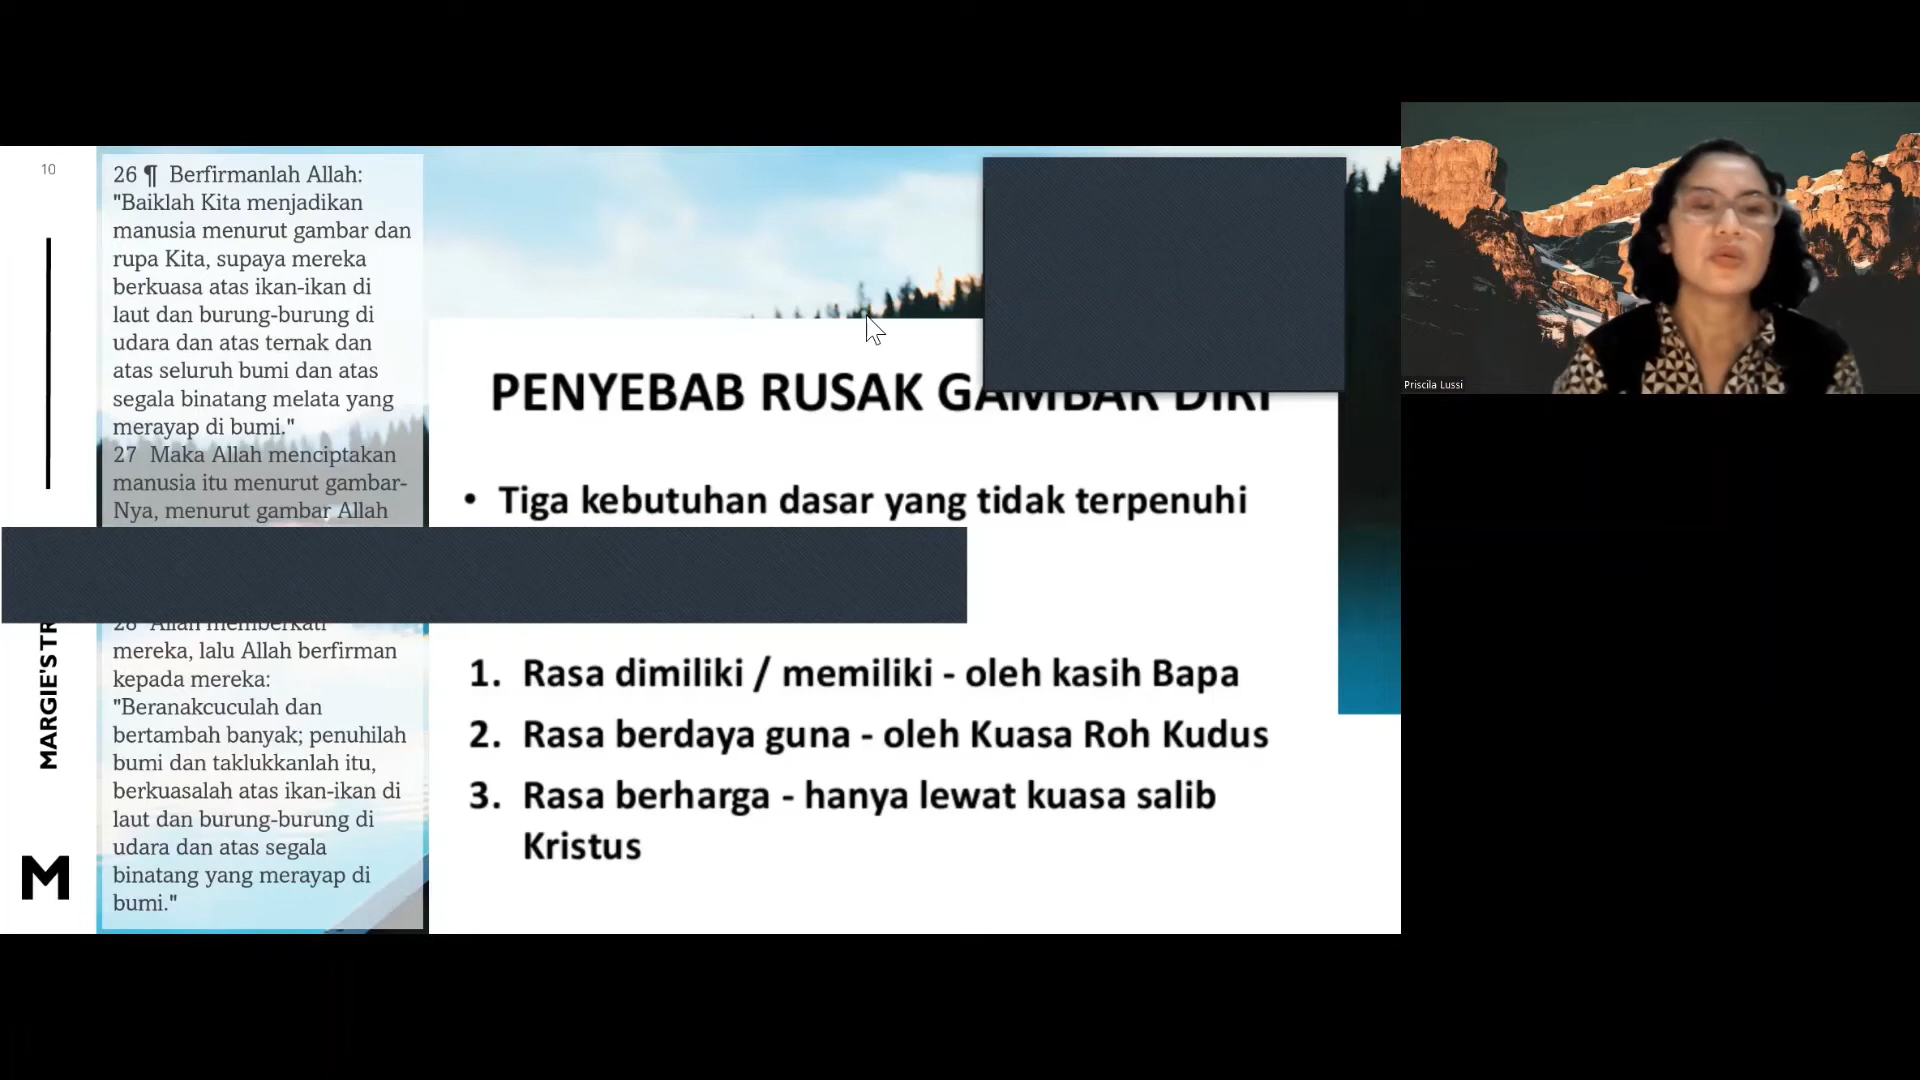 10
26 ¶ Berfirmanlah Allah:
"Baiklah Kita menjadikan
manusia menurut gambar dan
rupa Kita, supaya mereka
berkuasa atas ikan-ikan di
laut dan burung-burung di
udara dan atas ternak dan
atas seluruh bumi dan atas
segala binatang melata yang
merayap di bumi."
27 Maka Allah menciptakan
manusia itu menurut gambar-
Nya, menurut gambar Allah
28 Allah memberkati
mereka, lalu Allah berfirman
kepada mereka:
"Beranakcuculah dan
bertambah banyak; penuhilah
bumi dan taklukkanlah itu,
berkuasalah atas ikan-ikan di
laut dan burung-burung di
udara dan atas segala
binatang yang merayap di
bumi."
MARGIE'S TR
M
PENYEBAB RUSAK GAMBAR DIRI
• Tiga kebutuhan dasar yang tidak terpenuhi
1. Rasa dimiliki / memiliki - oleh kasih Bapa
2. Rasa berdaya guna - oleh Kuasa Roh Kudus
3. Rasa berharga - hanya lewat kuasa salib
Kristus
Priscila Lussi